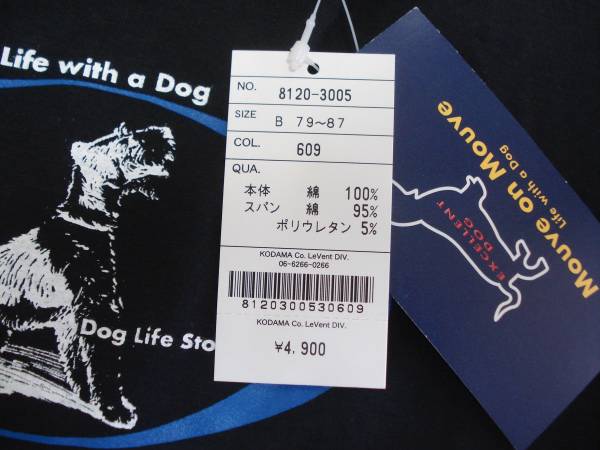 Life with a Dog
Dog Life Sto
NO. 8120-3005
SIZE B 79~87
COL. 609
QUA.
本体 綿 100%
スパン 綿 95%
ポリウレタン 5%
KODAMA Co. LeVent DIV.
06-6266-0266
8120300530609
KODAMA Co. LeVent DIV.
¥4,900
Mouve on Mouve
Life with a Dog
EXCELLENT
DOG